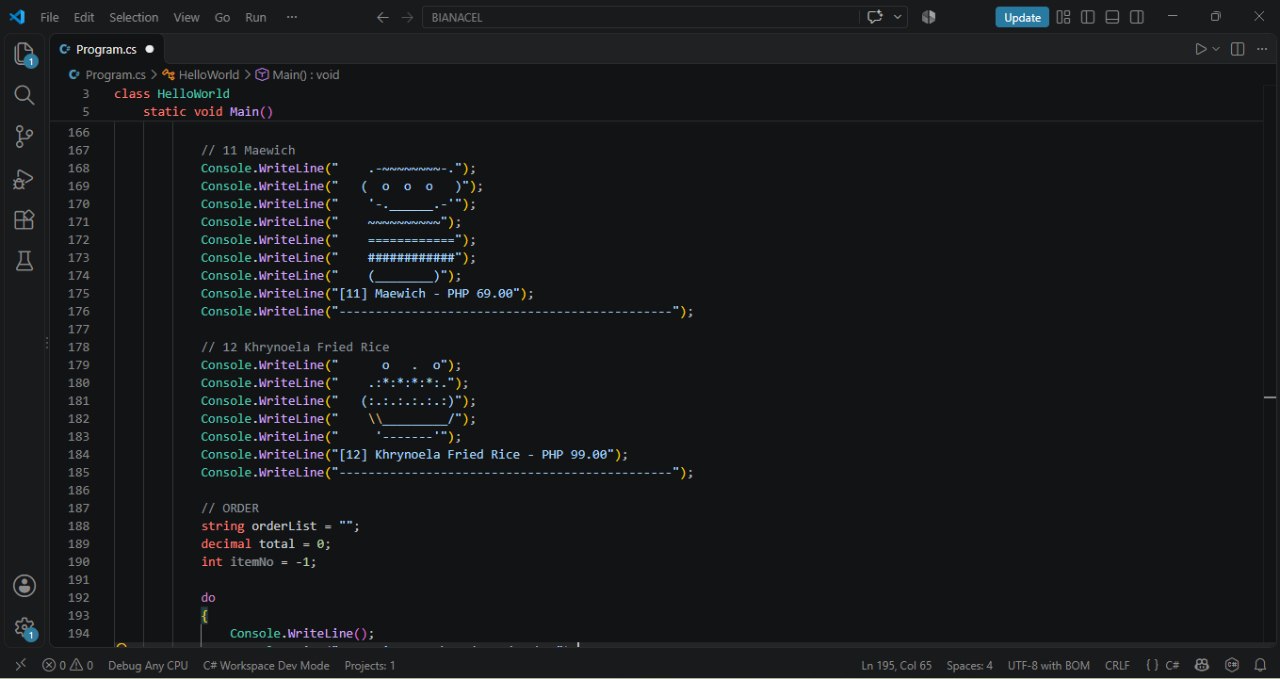 File Edit Selection View Go Run ··· BIANACEL Update
Program.cs
Program.cs > HelloWorld > Main() : void
3 class HelloWorld
5 static void Main()
166
167 // 11 Maewich
168 Console.WriteLine("    .-~~~~~~~~-.");
169 Console.WriteLine("   (  o  o  o   )");
170 Console.WriteLine("    '-.______.-'");
171 Console.WriteLine("    ~~~~~~~~~~");
172 Console.WriteLine("    ============");
173 Console.WriteLine("    ############");
174 Console.WriteLine("    (________)");
175 Console.WriteLine("[11] Maewich - PHP 69.00");
176 Console.WriteLine("----------------------------------------------");
177
178 // 12 Khrynoela Fried Rice
179 Console.WriteLine("      o   .  o");
180 Console.WriteLine("    .:*:*:*:*:.");
181 Console.WriteLine("   (:.:.:.:.:.:)");
182 Console.WriteLine("    \\_________/");
183 Console.WriteLine("     '-------'");
184 Console.WriteLine("[12] Khrynoela Fried Rice - PHP 99.00");
185 Console.WriteLine("----------------------------------------------");
186
187 // ORDER
188 string orderList = "";
189 decimal total = 0;
190 int itemNo = -1;
191
192 do
193 {
194 Console.WriteLine();
0 0 Debug Any CPU C# Workspace Dev Mode Projects: 1 Ln 195, Col 65 Spaces: 4 UTF-8 with BOM CRLF { } C#